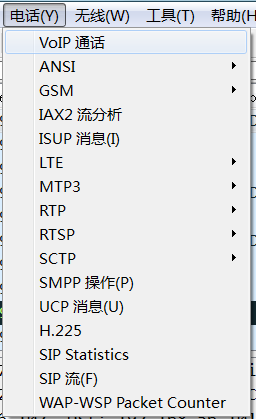 电话(Y) 无线(W) 工具(T) 帮助(H
VoIP 通话
ANSI
GSM
IAX2 流分析
ISUP 消息(I)
LTE
MTP3
RTP
RTSP
SCTP
SMPP 操作(P)
UCP 消息(U)
H.225
SIP Statistics
SIP 流(F)
WAP-WSP Packet Counter